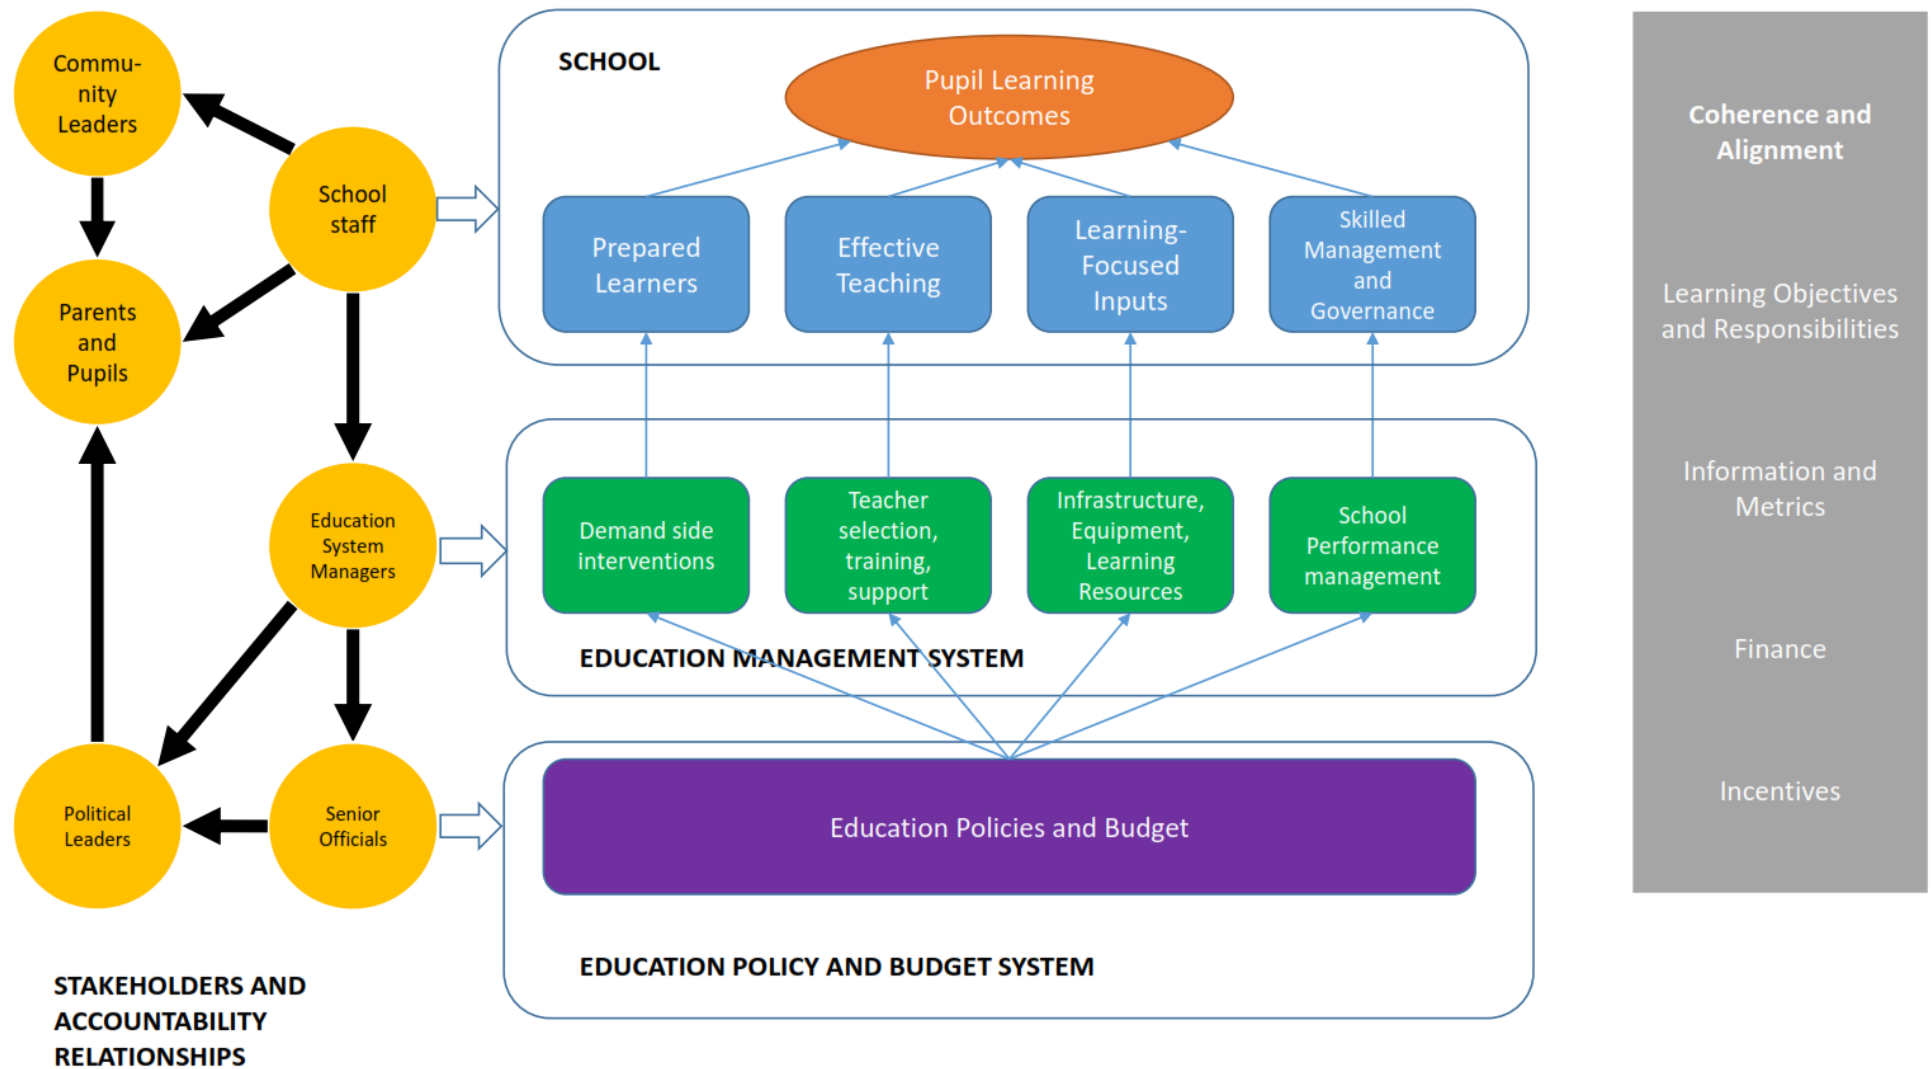 Commu-
nity
Leaders
School
staff
Parents
and
Pupils
Education
System
Managers
Political
Leaders
Senior
Officials
STAKEHOLDERS AND
ACCOUNTABILITY
RELATIONSHIPS
SCHOOL
Pupil Learning
Outcomes
Prepared
Learners
Effective
Teaching
Learning-
Focused
Inputs
Skilled
Management
and
Governance
Demand side
interventions
Teacher
selection,
training,
support
Infrastructure,
Equipment,
Learning
Resources
School
Performance
management
EDUCATION MANAGEMENT SYSTEM
Education Policies and Budget
EDUCATION POLICY AND BUDGET SYSTEM
Coherence and
Alignment
Learning Objectives
and Responsibilities
Information and
Metrics
Finance
Incentives